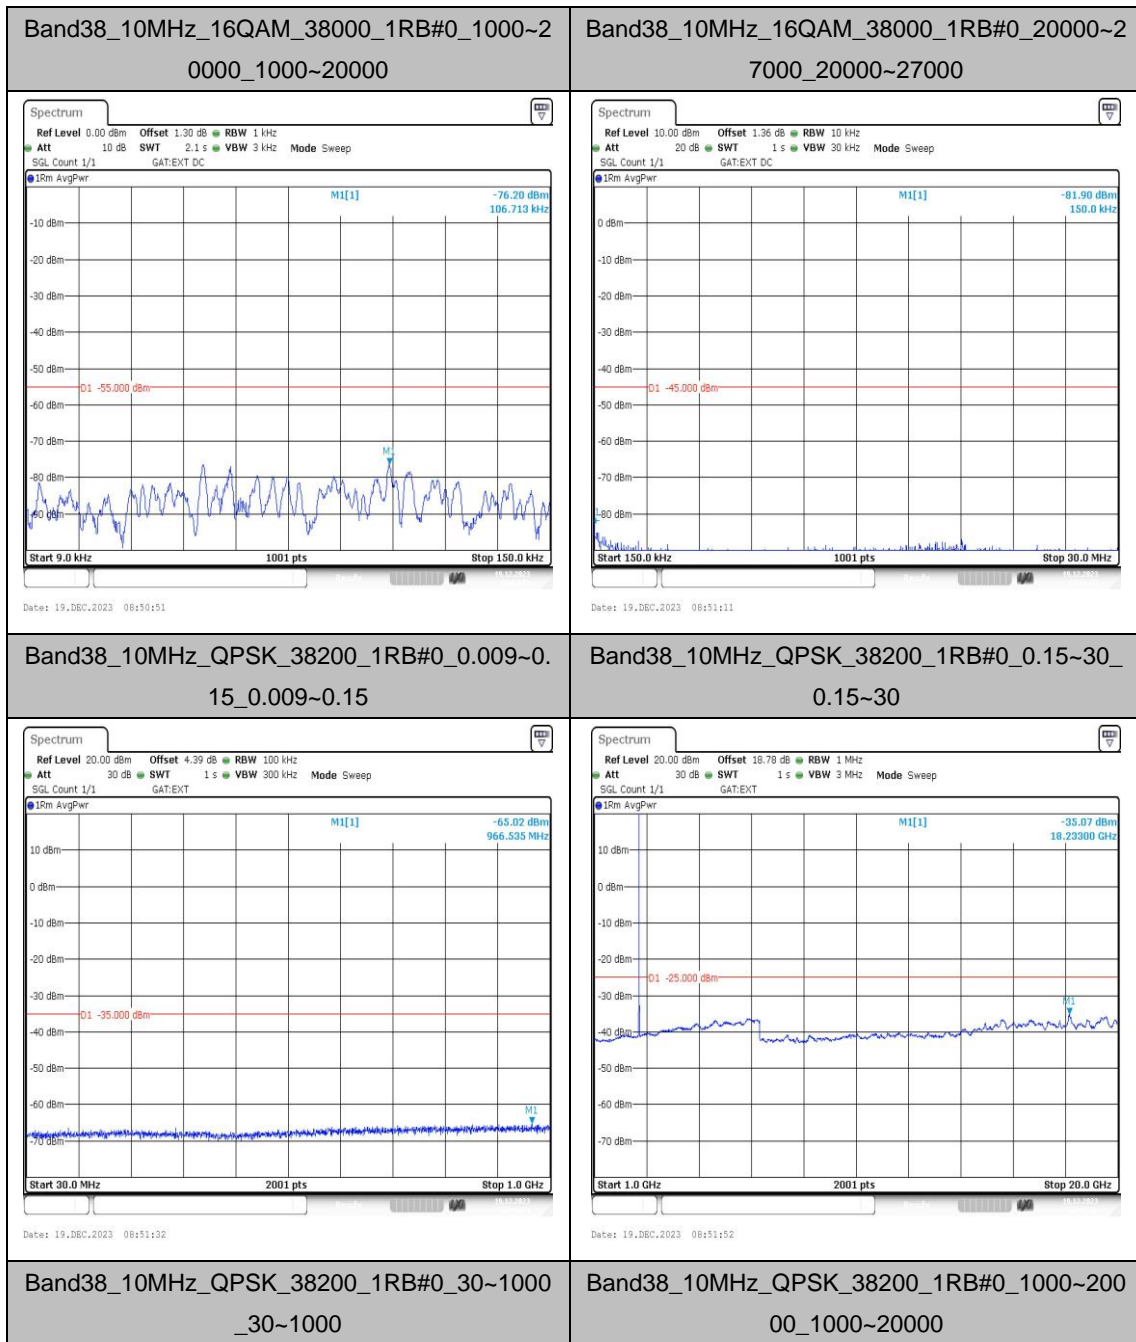 Band38_10MHz_16QAM_38000_1RB#0_1000~2
0000_1000~20000
Band38_10MHz_16QAM_38000_1RB#0_20000~2
7000_20000~27000
Spectrum
Ref Level 0.00 dBm Offset 1.30 dB RBW 1 kHz
Att 10 dB SWT 2.1 s VBW 3 kHz Mode Sweep
SGL Count 1/1 GAT:EXT DC
1Rm AvgPwr
M1[1] -76.20 dBm
106.713 kHz
-10 dBm
-20 dBm
-30 dBm
-40 dBm
-50 dBm
D1 -55.000 dBm
-60 dBm
-70 dBm
M1
-80 dBm
-90 dBm
Start 9.0 kHz 1001 pts Stop 150.0 kHz
Date: 19.DEC.2023 08:50:51
Spectrum
Ref Level 10.00 dBm Offset 1.36 dB RBW 10 kHz
Att 20 dB SWT 1 s VBW 30 kHz Mode Sweep
SGL Count 1/1 GAT:EXT DC
1Rm AvgPwr
M1[1] -81.90 dBm
150.0 kHz
0 dBm
-10 dBm
-20 dBm
-30 dBm
-40 dBm
D1 -45.000 dBm
-50 dBm
-60 dBm
-70 dBm
-80 dBm
Start 150.0 kHz 1001 pts Stop 30.0 MHz
Date: 19.DEC.2023 08:51:11
Band38_10MHz_QPSK_38200_1RB#0_0.009~0.
15_0.009~0.15
Band38_10MHz_QPSK_38200_1RB#0_0.15~30_
0.15~30
Spectrum
Ref Level 20.00 dBm Offset 4.39 dB RBW 100 kHz
Att 30 dB SWT 1 s VBW 300 kHz Mode Sweep
SGL Count 1/1 GAT:EXT
1Rm AvgPwr
M1[1] -65.02 dBm
966.535 MHz
10 dBm
0 dBm
-10 dBm
-20 dBm
-30 dBm
D1 -35.000 dBm
-40 dBm
-50 dBm
-60 dBm
M1
-70 dBm
Start 30.0 MHz 2001 pts Stop 1.0 GHz
Date: 19.DEC.2023 08:51:32
Spectrum
Ref Level 20.00 dBm Offset 18.78 dB RBW 1 MHz
Att 30 dB SWT 1 s VBW 3 MHz Mode Sweep
SGL Count 1/1 GAT:EXT
1Rm AvgPwr
M1[1] -35.07 dBm
18.23300 GHz
10 dBm
0 dBm
-10 dBm
-20 dBm
D1 -25.000 dBm
-30 dBm
M1
-40 dBm
-50 dBm
-60 dBm
-70 dBm
Start 1.0 GHz 2001 pts Stop 20.0 GHz
Date: 19.DEC.2023 08:51:52
Band38_10MHz_QPSK_38200_1RB#0_30~1000
_30~1000
Band38_10MHz_QPSK_38200_1RB#0_1000~200
00_1000~20000